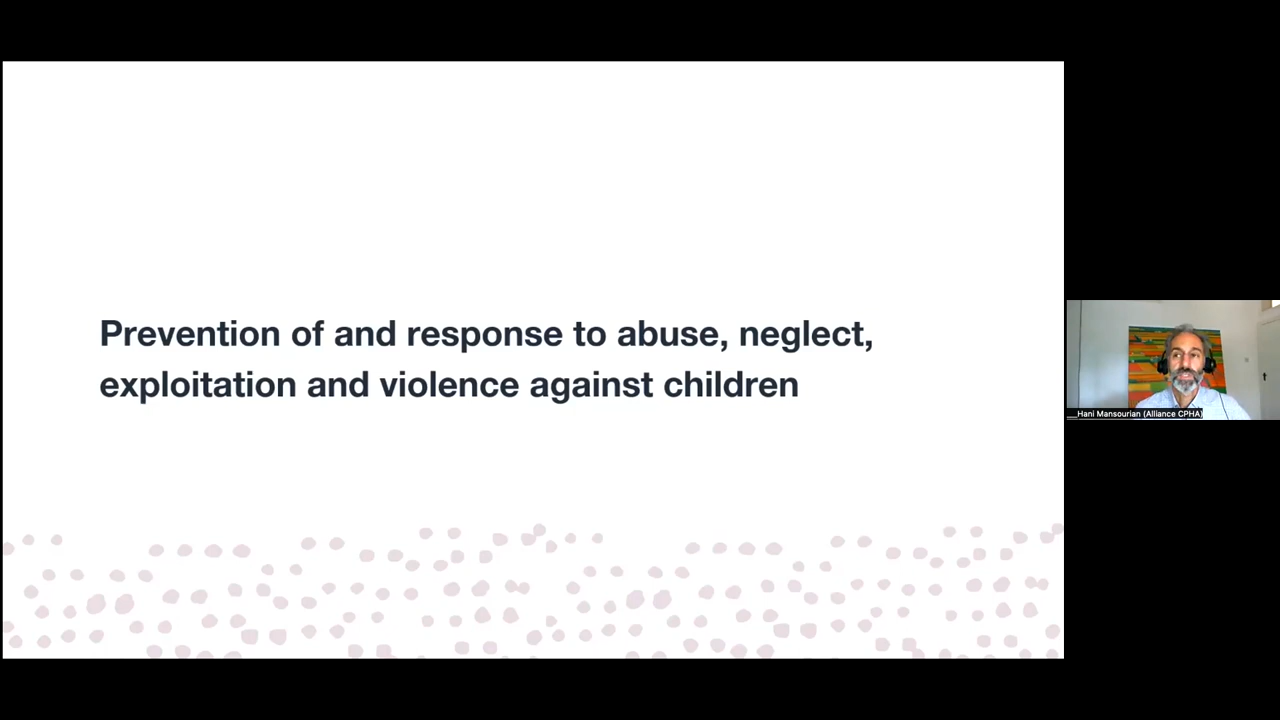 Prevention of and response to abuse, neglect,
exploitation and violence against children
Hani Mansourian (Alliance CPHA)